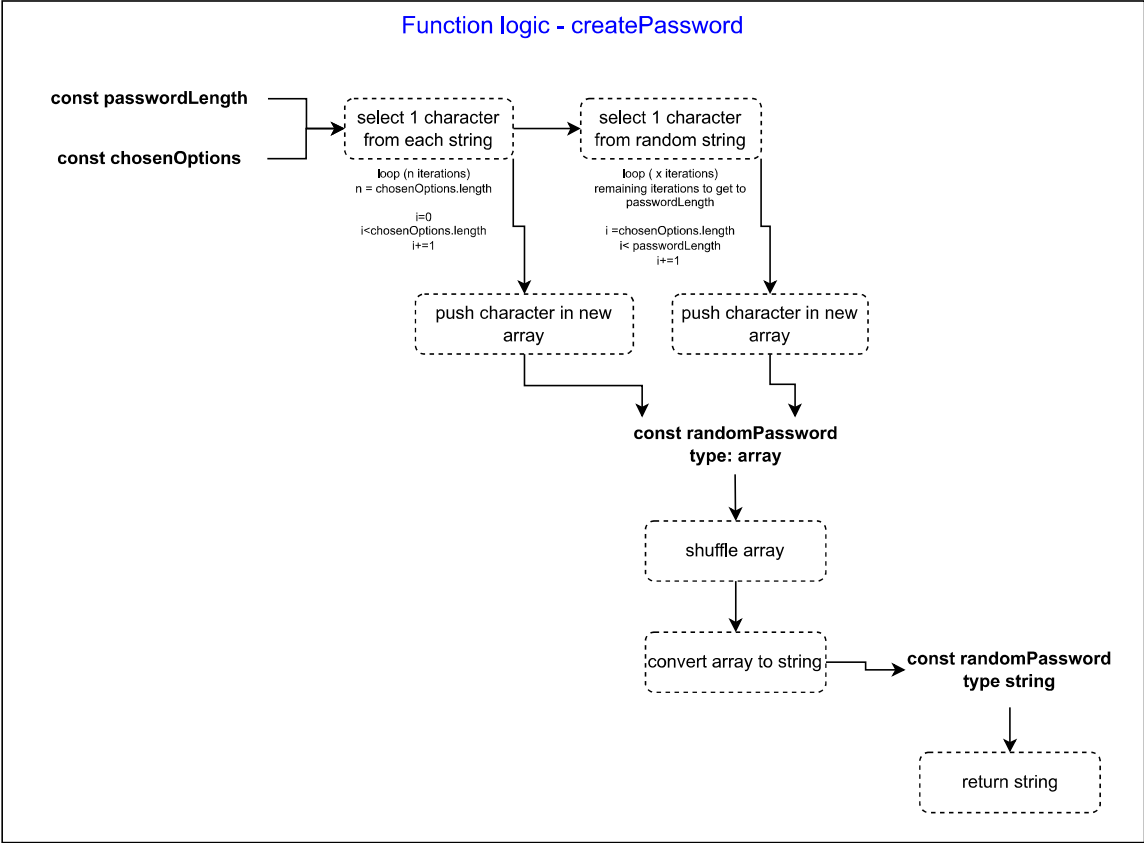 Function logic - createPassword
const passwordLength
const chosenOptions
select 1 character
from each string
select 1 character
from random string
loop (n iterations)
n = chosenOptions.length
i=0
i<chosenOptions.length
i+=1
loop ( x iterations)
remaining iterations to get to
passwordLength
i =chosenOptions.length
i< passwordLength
i+=1
push character in new
array
push character in new
array
const randomPassword
type: array
shuffle array
convert array to string
const randomPassword
type string
return string